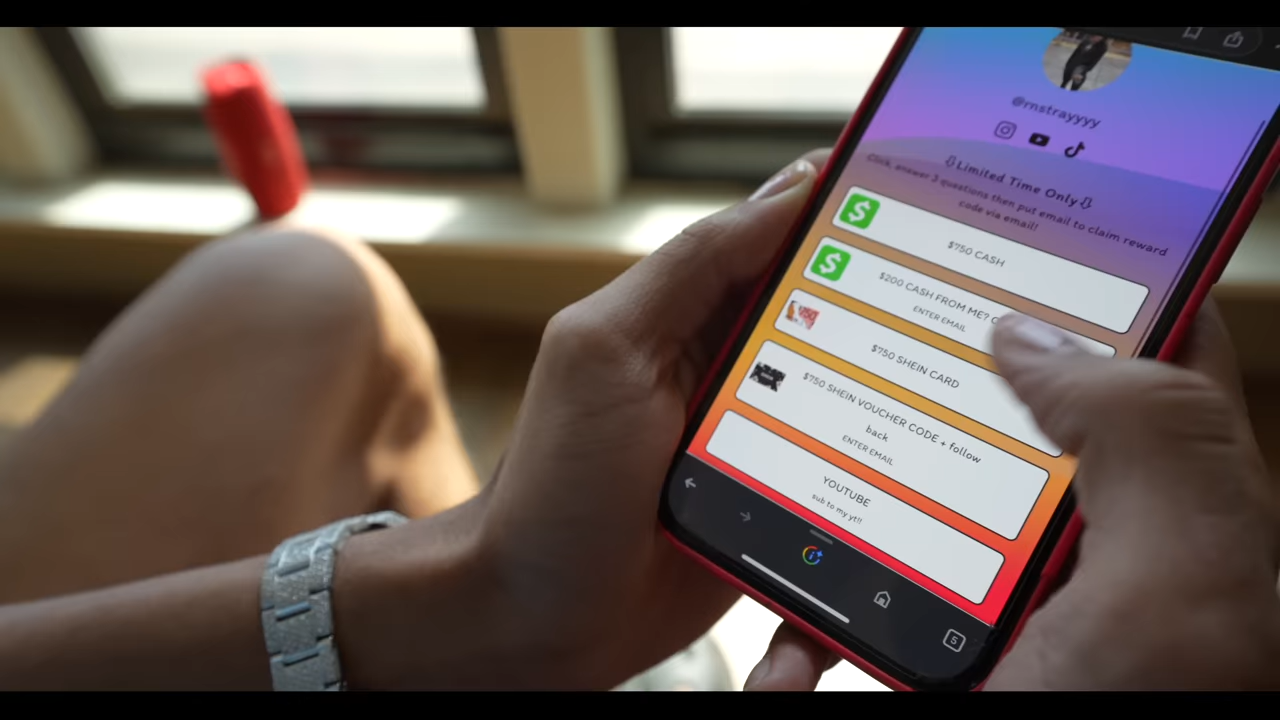 @rnstrayyyy
⇩Limited Time Only⇩
Click, answer 3 questions then put email to claim reward
code via email!
$750 CASH
$200 CASH FROM ME?
ENTER EMAIL
$750 SHEIN CARD
$750 SHEIN VOUCHER CODE + follow
back
ENTER EMAIL
YOUTUBE
sub to my yt!!
5